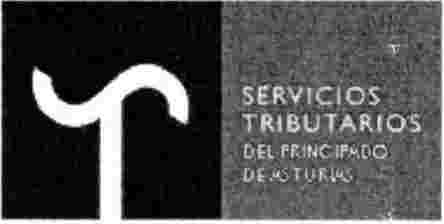 SERVICIOS
TRIBUTARIOS
DEL PRINCIPADO
DE ASTURIAS